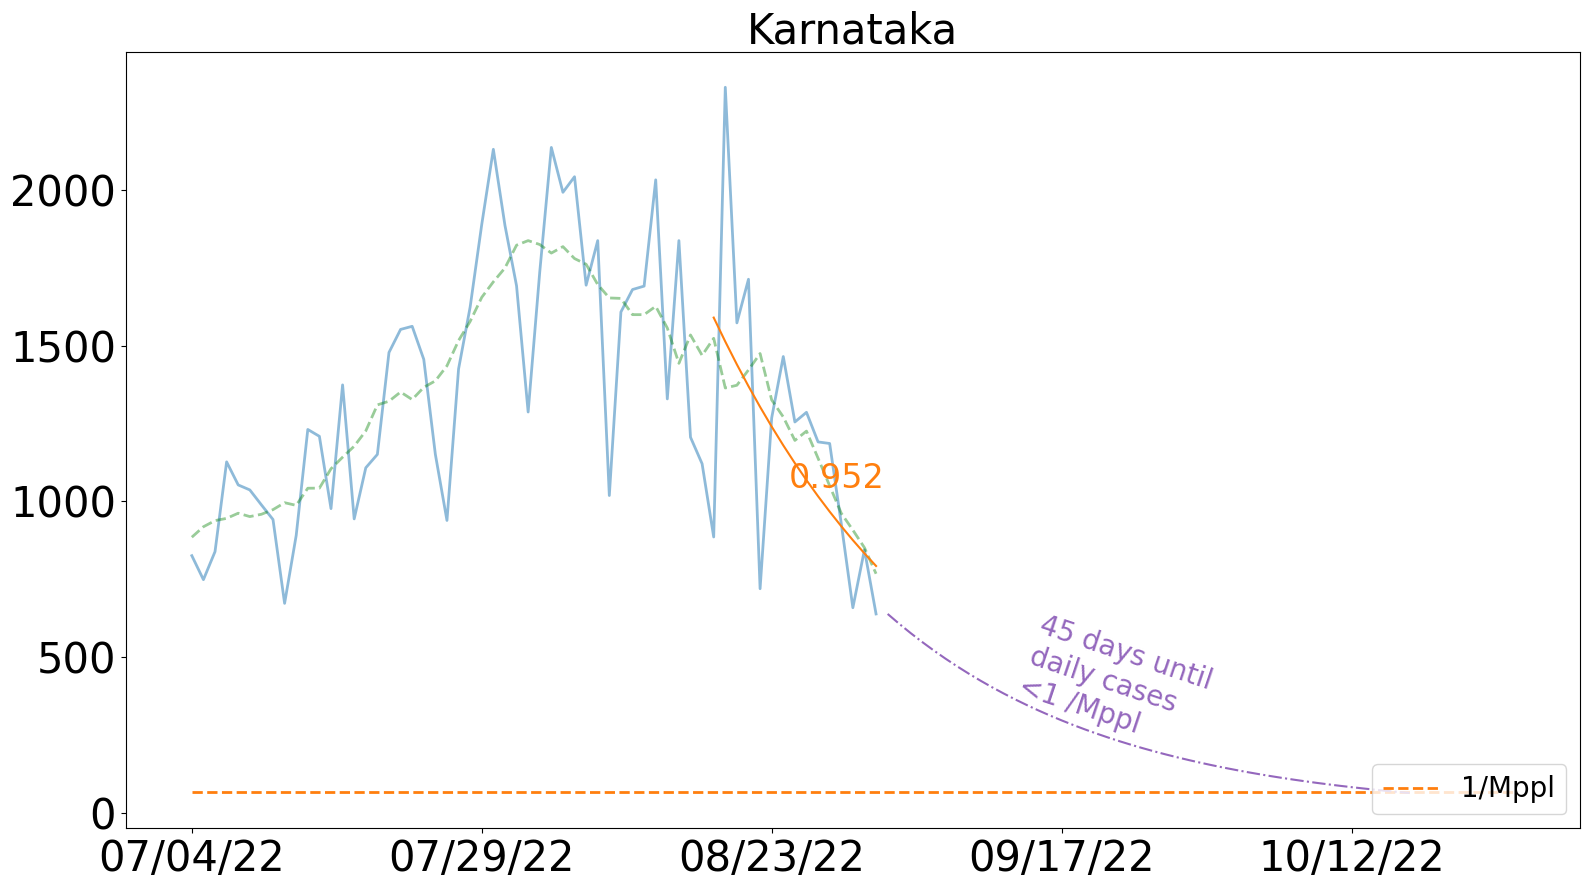 Karnataka
2000
1500
1000
500
0
0.952
45 days until
daily cases
<1 /Mppl
1/Mppl
07/04/22
07/29/22
08/23/22
09/17/22
10/12/22